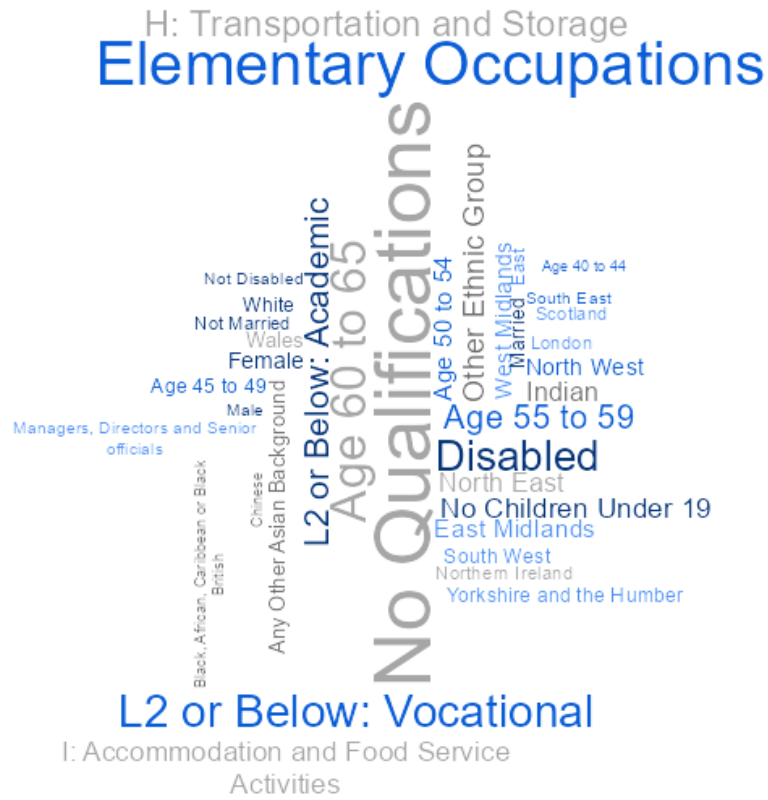 H: Transportation and Storage
Elementary Occupations
No Qualifications
Other Ethnic Group
L2 or Below: Academic
Age 60 to 65
Age 50 to 54
West Midlands
East
Married
Age 40 to 44
Not Disabled
South East
White
Scotland
Not Married
Wales
London
Female
North West
Age 45 to 49
Indian
Male
Age 55 to 59
Managers, Directors and Senior
officials
Disabled
Any Other Asian Background
Chinese
Black, African, Caribbean or Black
British
North East
No Children Under 19
East Midlands
South West
Northern Ireland
Yorkshire and the Humber
L2 or Below: Vocational
I: Accommodation and Food Service
Activities